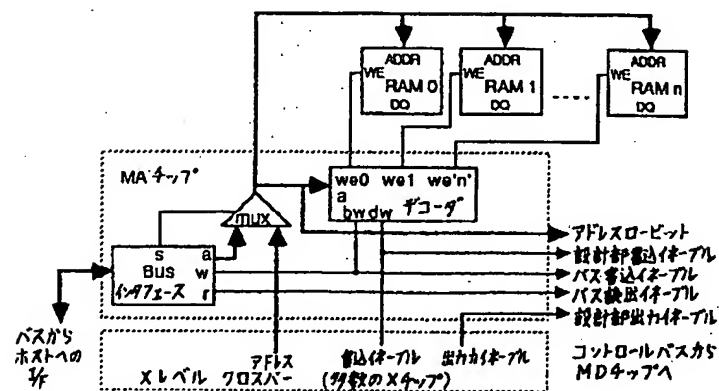 ADDR
WE
RAM 0
DQ
ADDR
WE
RAM 1
DQ
ADDR
WE
RAM n
DQ
MAチップ
we0 we1 we'n'
a
bw dw
デコーダ
mux
s a
Bus w
インタフェース r
アドレスロービット
設計部書込イネーブル
バス書込イネーブル
バス読出イネーブル
設計部出力イネーブル
バスから
ホストへの
I/F
Xレベル
アドレス
クロスバー
書込イネーブル
(多数のXチップ)
出力イネーブル
コントロールバスから
MDチップへ